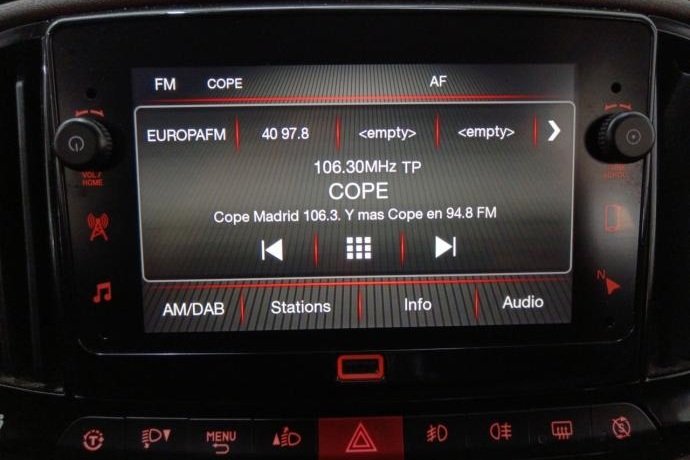 FM COPE AF
EUROPAFM 40 97.8 <empty> <empty>
106.30MHz TP
COPE
Cope Madrid 106.3. Y mas Cope en 94.8 FM
VOL /
HOME
N
AM/DAB Stations Info Audio
MENU